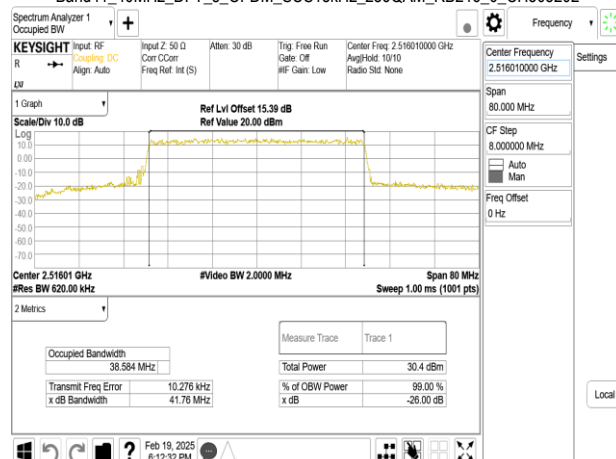 Spectrum Analyzer 1
Occupied BW
Frequency
KEYSIGHT
R
Input: RF
Coupling: DC
Align: Auto
Input Z: 50 Ω
Corr CCorr
Freq Ref: Int (S)
Atten: 30 dB
Trig: Free Run
Gate: Off
#IF Gain: Low
Center Freq: 2.516010000 GHz
Avg|Hold: 10/10
Radio Std: None
Center Frequency
2.516010000 GHz
Settings
Span
80.000 MHz
CF Step
8.000000 MHz
Auto
Man
Freq Offset
0 Hz
Local
1 Graph
Scale/Div 10.0 dB
Ref Lvl Offset 15.39 dB
Ref Value 20.00 dBm
Log
10.0
0.00
-10.0
-20.0
-30.0
-40.0
-50.0
-60.0
-70.0
Center 2.51601 GHz
#Res BW 620.00 kHz
#Video BW 2.0000 MHz
Span 80 MHz
Sweep 1.00 ms (1001 pts)
2 Metrics
Measure Trace Trace 1
Occupied Bandwidth
38.584 MHz
Total Power 30.4 dBm
Transmit Freq Error 10.276 kHz
% of OBW Power 99.00 %
x dB Bandwidth 41.76 MHz
x dB -26.00 dB
Feb 19, 2025
6:12:32 PM